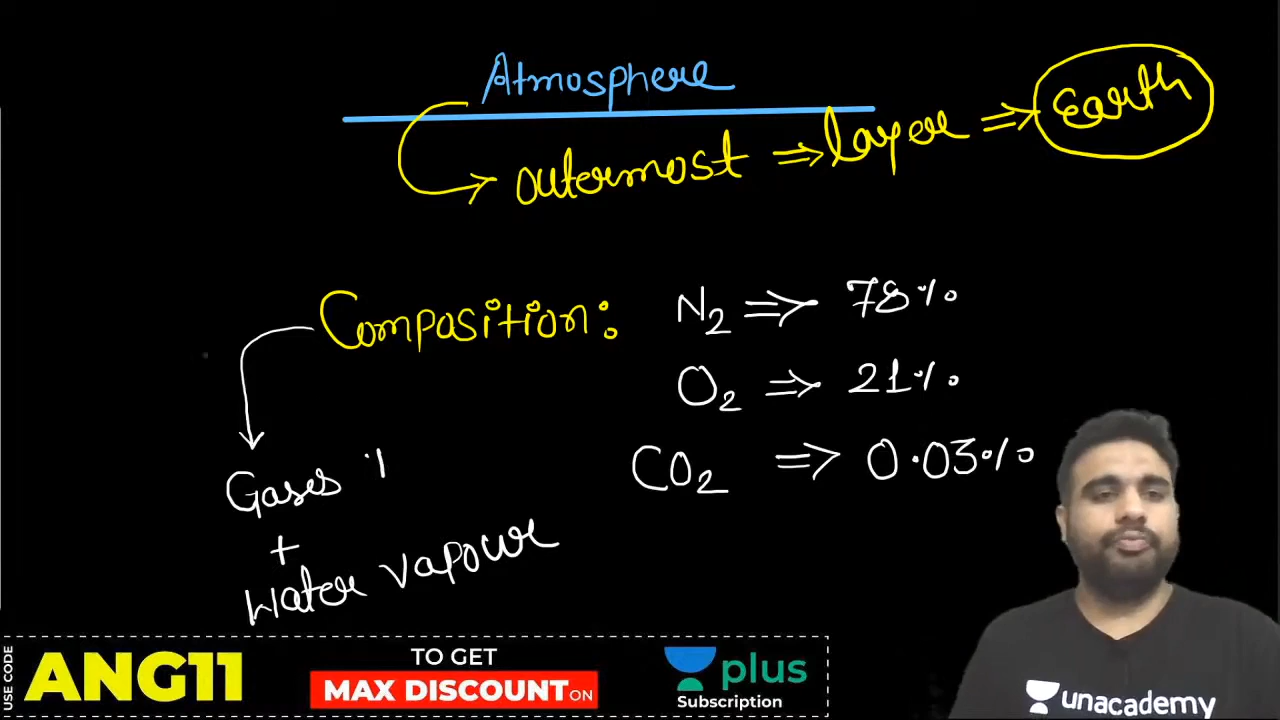 Atmosphere
outermost ⇒ layer ⇒ Earth
Composition: N2 ⇒ 78%
O2 ⇒ 21%
CO2 ⇒ 0.03%
Gases
+
Water vapour
USE CODE
ANG11
TO GET
MAX DISCOUNT ON
plus
Subscription
unacademy